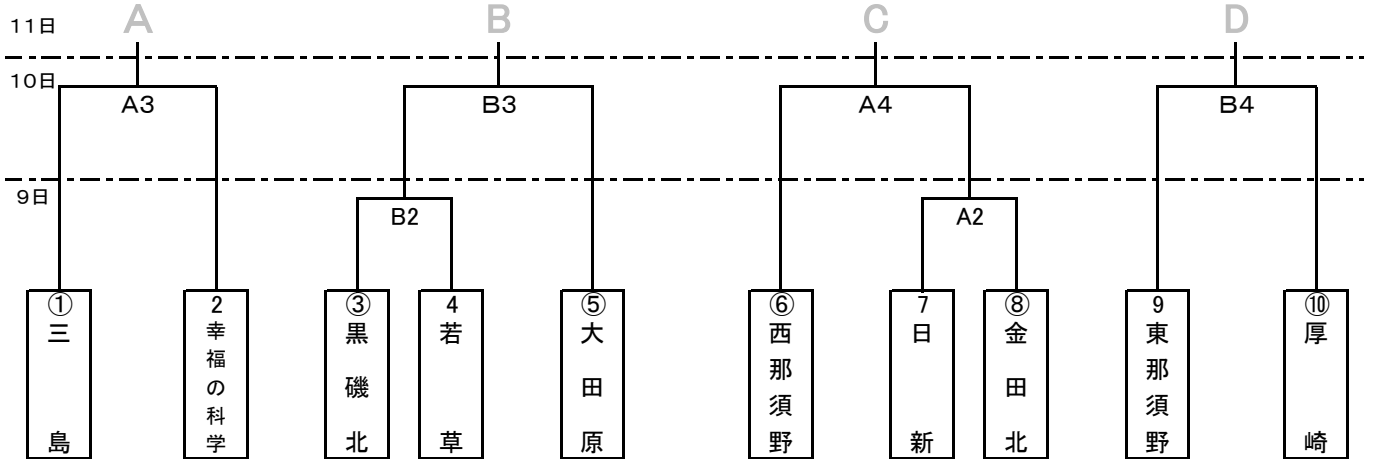 11日 A B C D
10日
A3 B3 A4 B4
9日
B2 A2
① 三島
2 幸福の科学
③ 黒磯北
4 若草
⑤ 大田原
⑥ 西那須野
7 日新
⑧ 金田北
9 東那須野
⑩ 厚崎